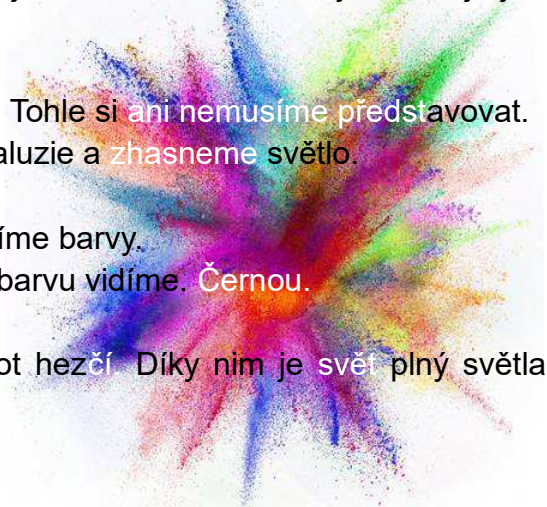 Tohle si ani nemusíme představovat.
aluzie a zhasneme světlo.
íme barvy.
barvu vidíme. Černou.
ot hezčí. Díky nim je svět plný světla